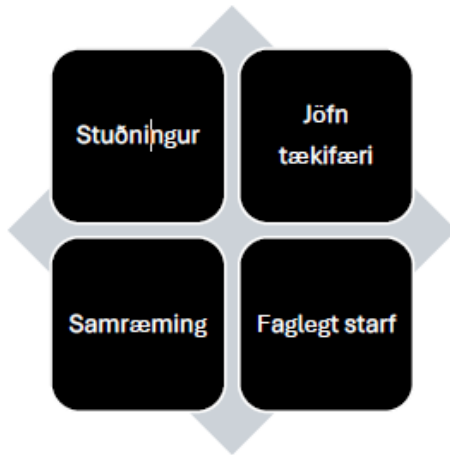 Stuðningur
Jöfn
tækifæri
Samræming
Faglegt starf